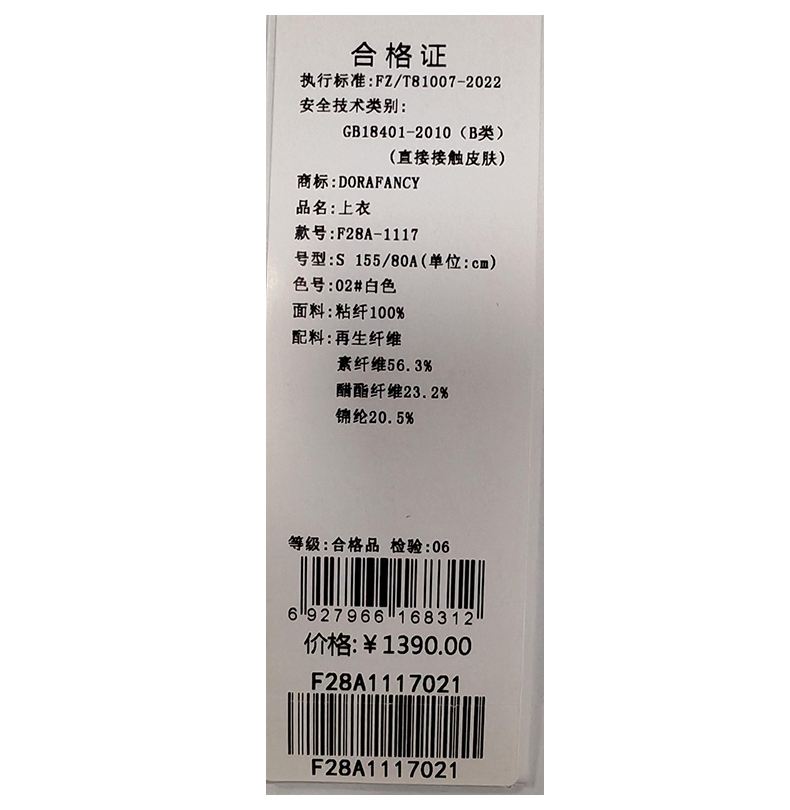 合格证
执行标准:FZ/T81007-2022
安全技术类别:
GB18401-2010（B类）
(直接接触皮肤)
商标:DORAFANCY
品名:上衣
款号:F28A-1117
号型:S 155/80A(单位:cm)
色号:02#白色
面料:粘纤100%
配料:再生纤维
素纤维56.3%
醋酯纤维23.2%
锦纶20.5%
等级:合格品 检验:06
6 927966 168312
价格:￥1390.00
F28A1117021
F28A1117021